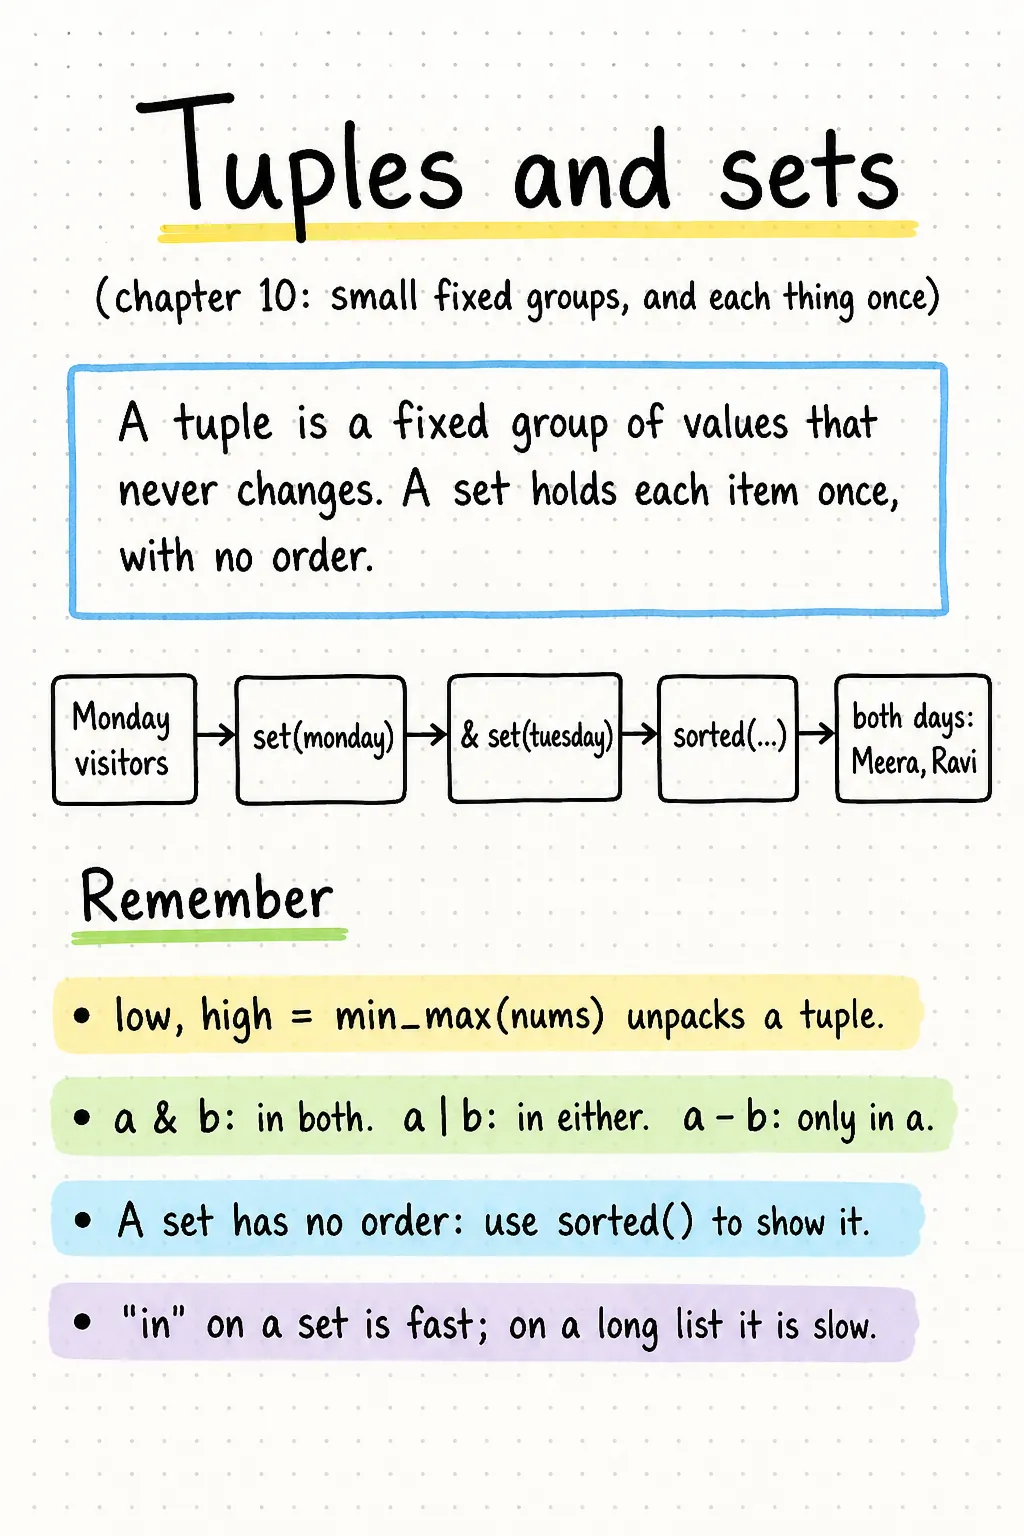 Tuples and sets
(chapter 10: small fixed groups, and each thing once)
A tuple is a fixed group of values that
never changes. A set holds each item once,
with no order.
Monday
visitors
set(monday)
& set(tuesday)
sorted(...)
both days:
Meera, Ravi
Remember
• low, high = min_max(nums) unpacks a tuple.
• a & b: in both. a | b: in either. a – b: only in a.
• A set has no order: use sorted() to show it.
• "in" on a set is fast; on a long list it is slow.